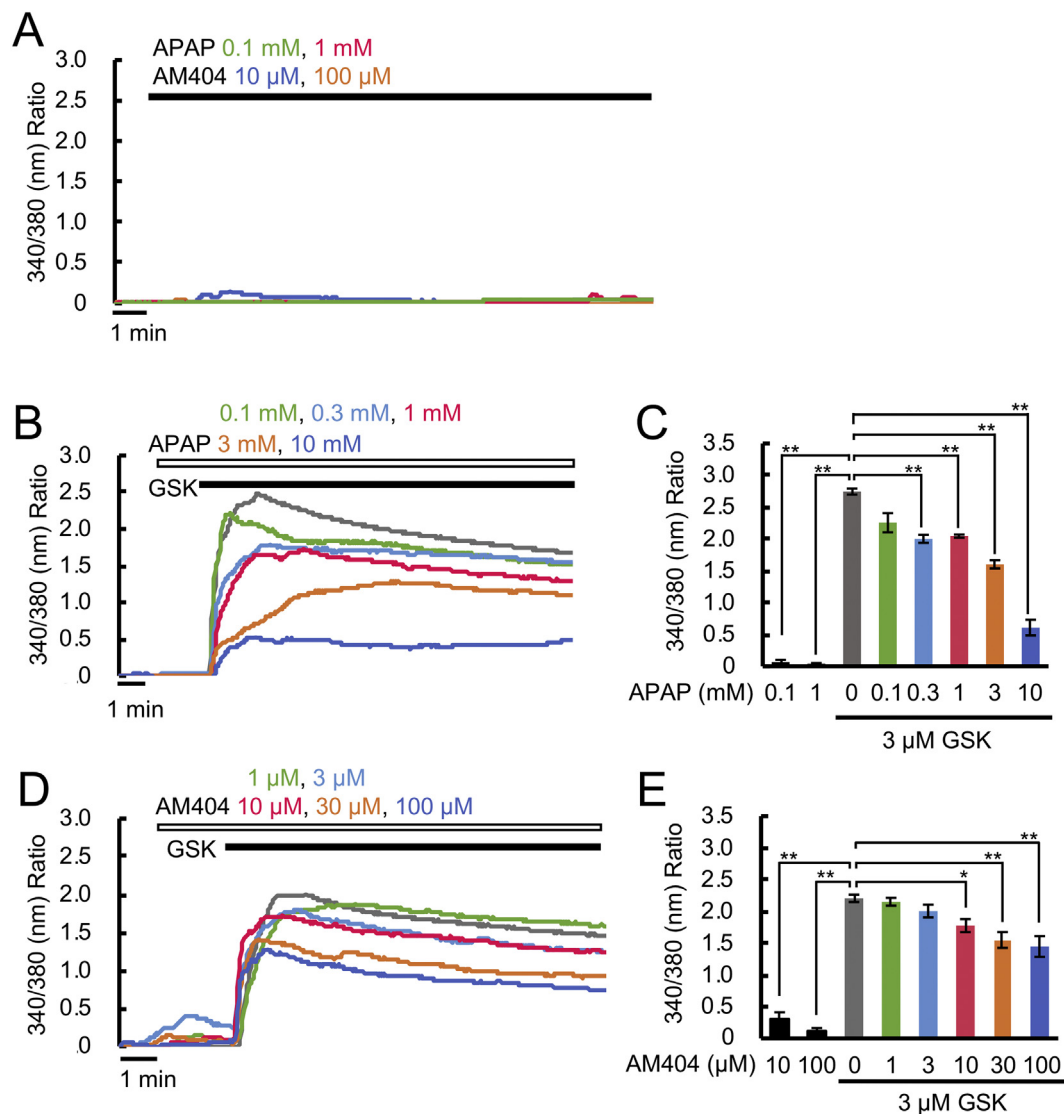 A
APAP 0.1 mM, 1 mM
AM404 10 µM, 100 µM
340/380 (nm) Ratio
3.0
2.5
2.0
1.5
1.0
0.5
0
1 min
B
0.1 mM, 0.3 mM, 1 mM
APAP 3 mM, 10 mM
GSK
340/380 (nm) Ratio
3.0
2.5
2.0
1.5
1.0
0.5
.0
1 min
C
340/380 (nm) Ratio
3.5
3.0
2.5
2.0
1.5
1.0
0.5
0
** ** ** ** ** **
APAP (mM) 0.1 1 0 0.1 0.3 1 3 10
3 µM GSK
D
1 µM, 3 µM
AM404 10 µM, 30 µM, 100 µM
GSK
340/380 (nm) Ratio
3.0
2.5
2.0
1.5
1.0
0.5
.0
1 min
E
340/380 (nm) Ratio
3.5
3.0
2.5
2.0
1.5
1.0
0.5
0
** ** * ** **
AM404 (µM) 10 100 0 1 3 10 30 100
3 µM GSK